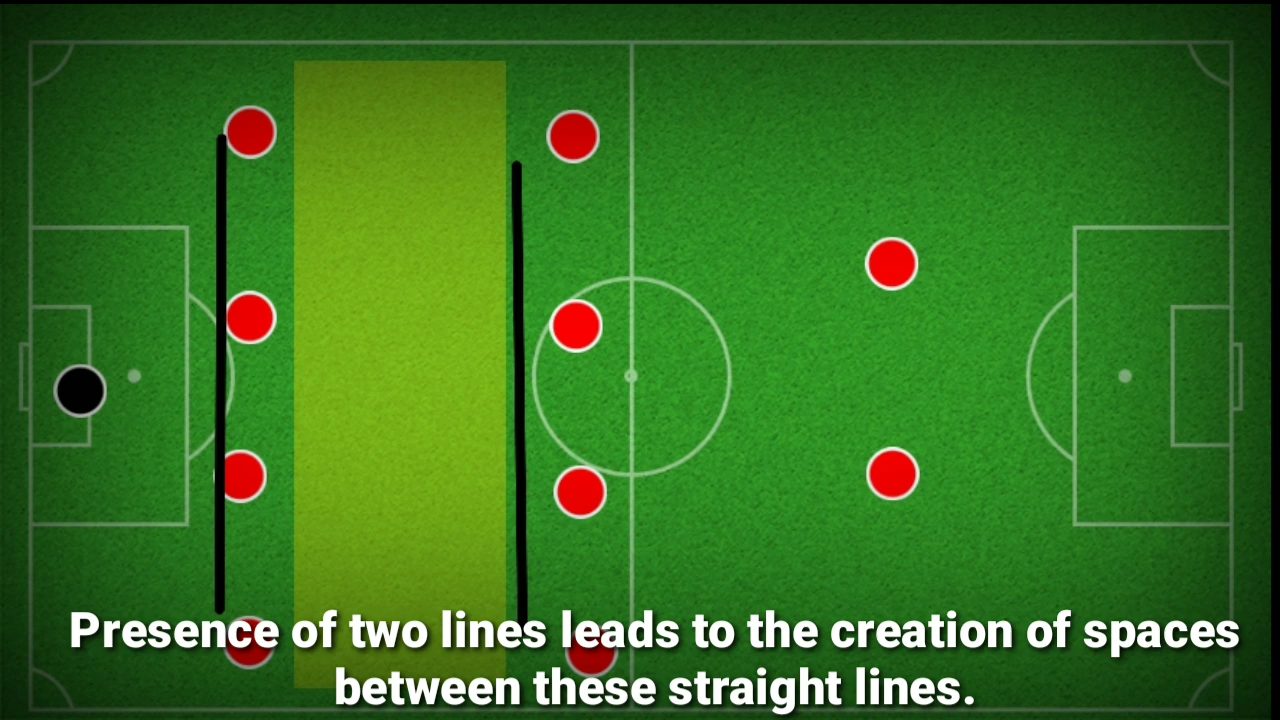 Presence of two lines leads to the creation of spaces
between these straight lines.